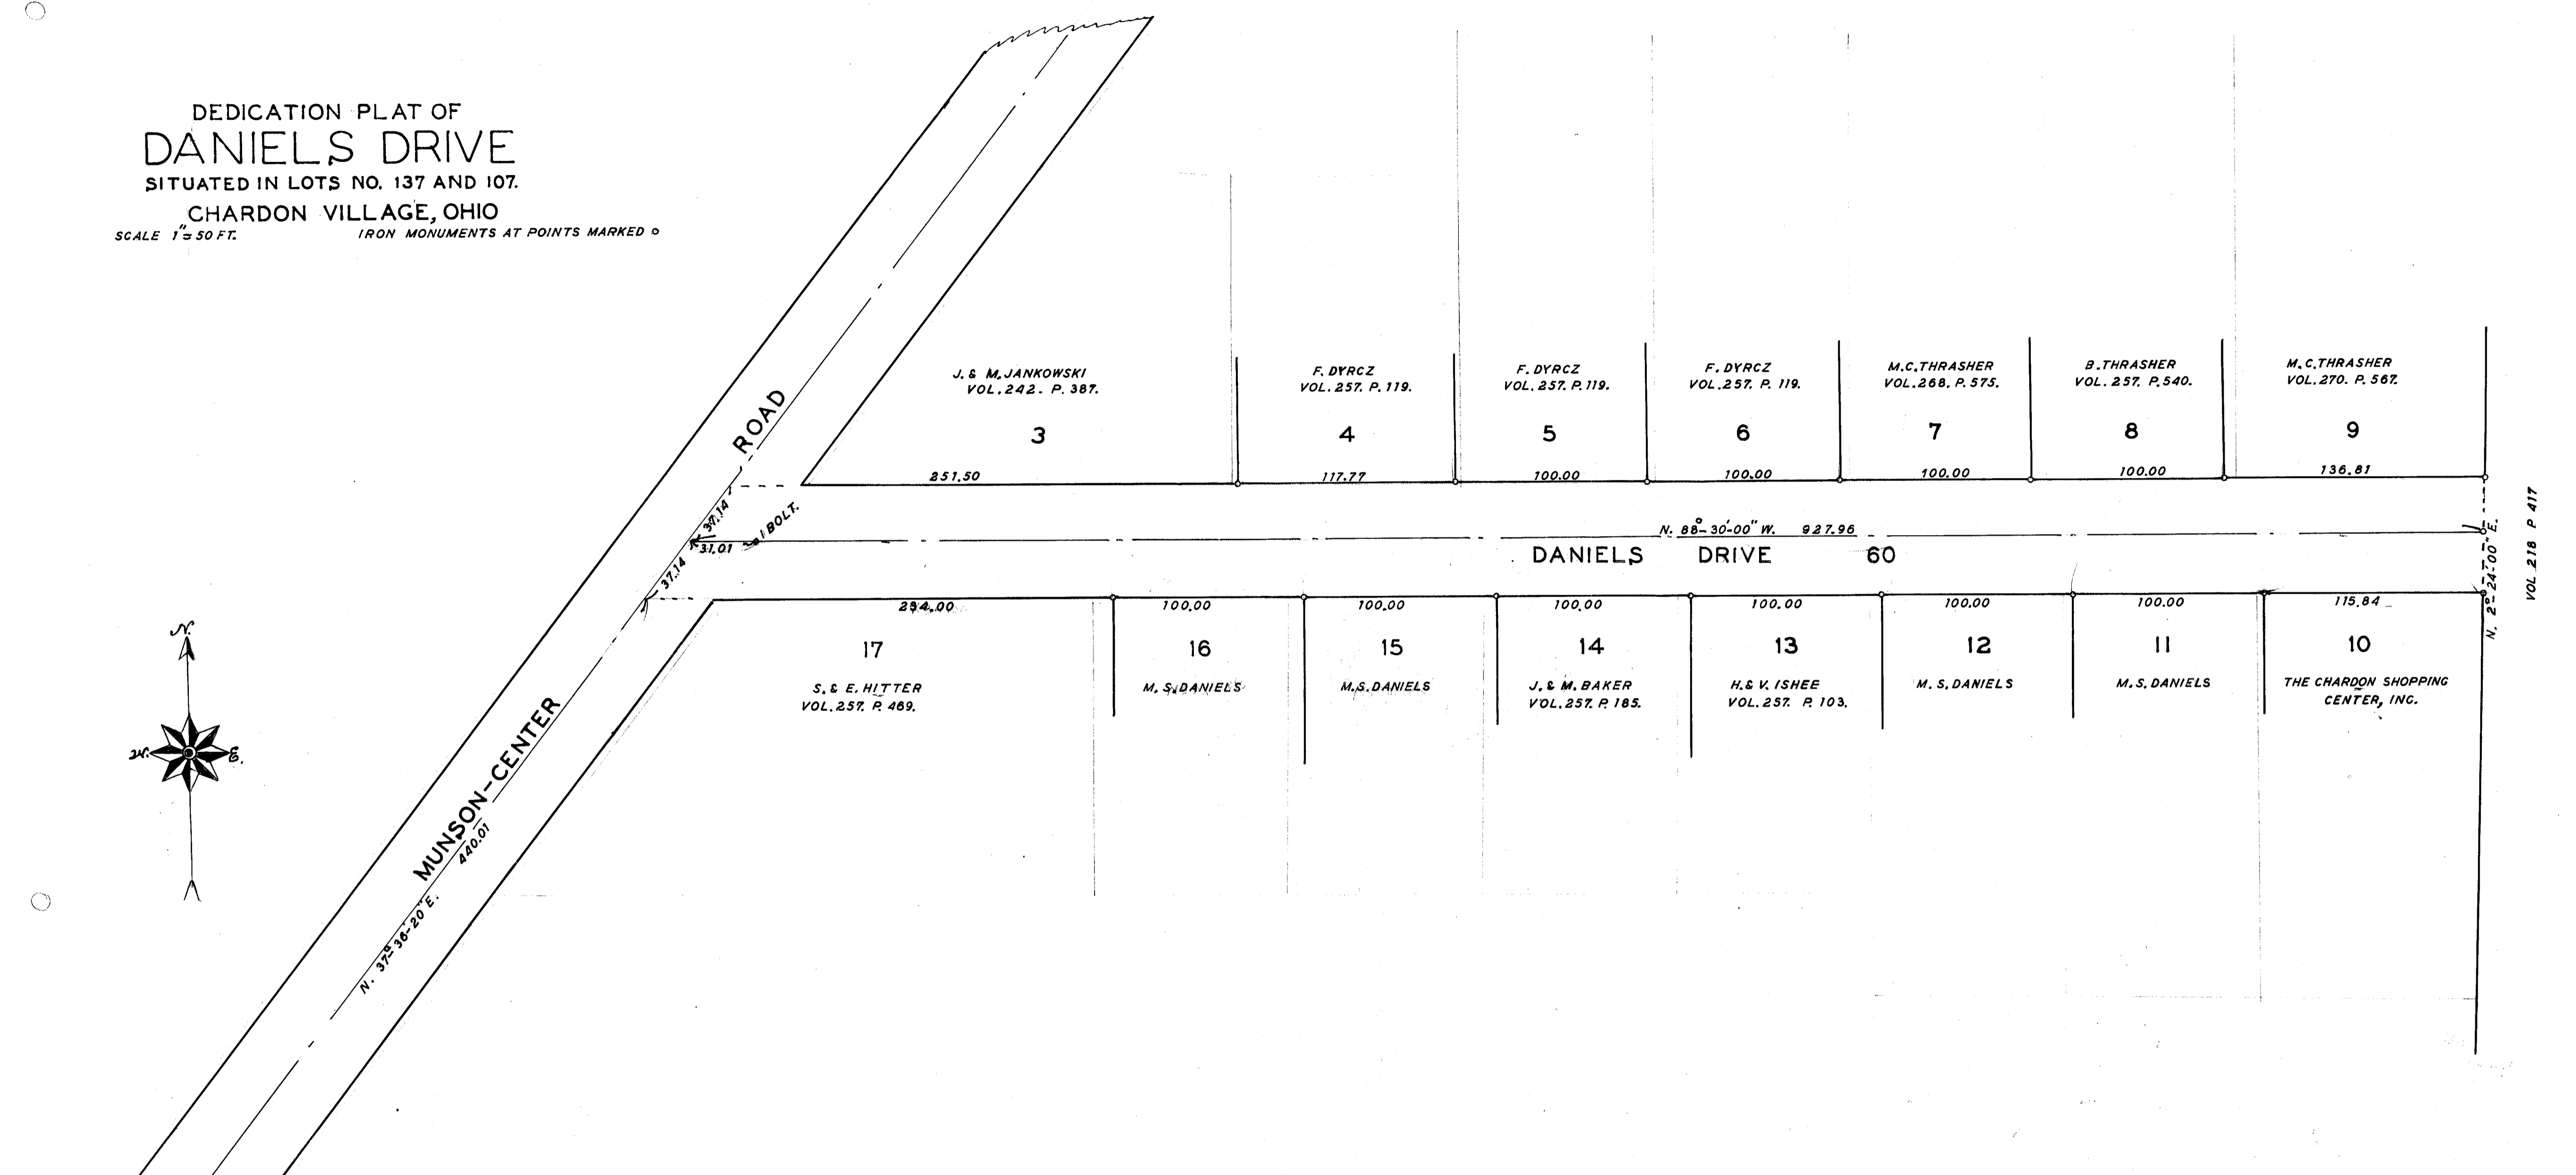 DEDICATION PLAT OF
DANIELS DRIVE
SITUATED IN LOTS NO. 137 AND 107.
CHARDON VILLAGE, OHIO
SCALE 1"=50 FT. IRON MONUMENTS AT POINTS MARKED o
J. & M. JANKOWSKI
VOL. 242. P. 387.
3
251.50
F. DYRCZ
VOL. 257. P. 119.
4
117.77
F. DYRCZ
VOL. 257. P. 119.
5
100.00
F. DYRCZ
VOL. 257. P. 119.
6
100.00
M.C. THRASHER
VOL. 268. P. 575.
7
100.00
B. THRASHER
VOL. 257. P. 540.
8
100.00
M. C. THRASHER
VOL. 270. P. 567.
9
136.81
ROAD
37.14
BOLT.
31.01
37.14
N. 88°-30'-00" W. 927.96
DANIELS DRIVE 60
N. 2°-24'-00" E.
VOL 218 P 417
17
S. & E. HITTER
VOL. 257. P. 469.
100.00
16
M. S. DANIELS
100.00
15
M. S. DANIELS
100.00
14
J. & M. BAKER
VOL. 257. P. 185.
100.00
13
H. & V. ISHEE
VOL. 257. P. 103.
100.00
12
M. S. DANIELS
100.00
11
M. S. DANIELS
115.84
10
THE CHARDON SHOPPING
CENTER, INC.
MUNSON-CENTER
440.01
N. 37°-36'-20" E.
N.
W. E.